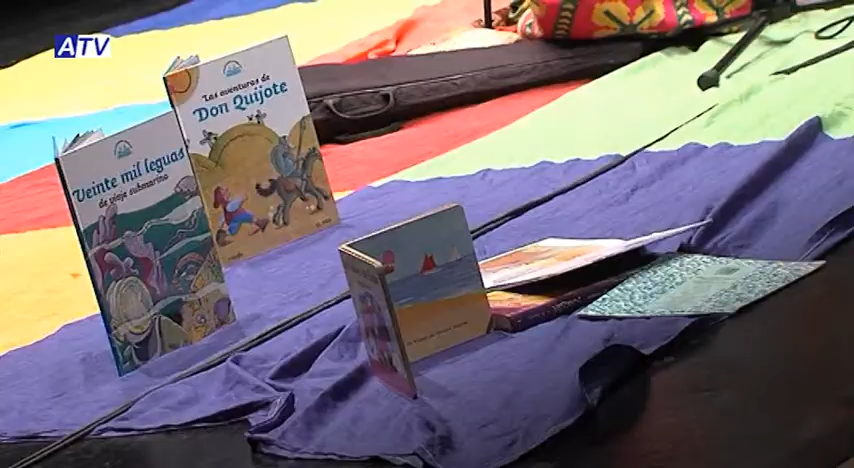 ATV
Las aventuras de
Don Quijote
Veinte mil leguas
de viaje submarino